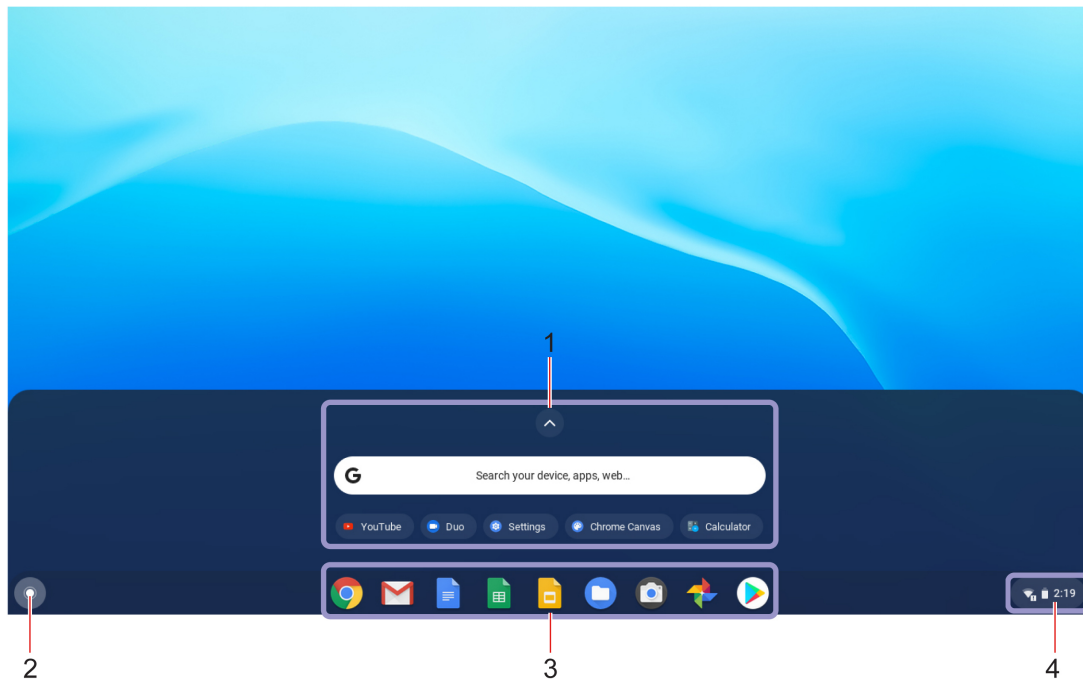 1
G Search your device, apps, web...
YouTube Duo Settings Chrome Canvas Calculator
2:19
2 3 4